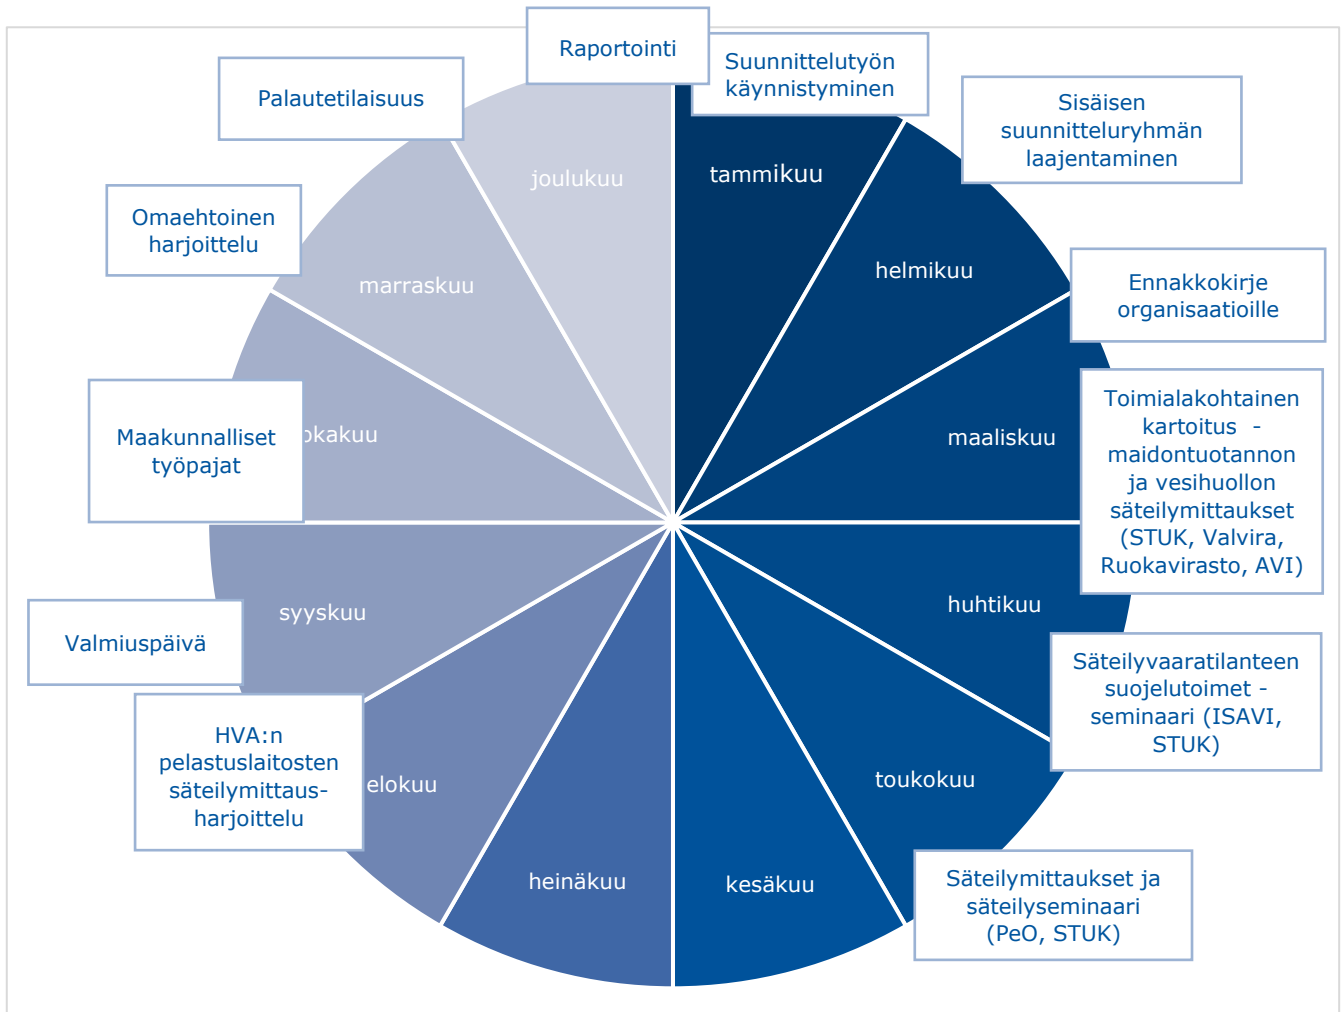 Raportointi
Suunnittelutyön
käynnistyminen
Sisäisen
suunnitteluryhmän
laajentaminen
Ennakkokirje
organisaatioille
Toimialakohtainen
kartoitus -
maidontuotannon
ja vesihuollon
säteilymittaukset
(STUK, Valvira,
Ruokavirasto, AVI)
Säteilyvaaratilanteen
suojelutoimet -
seminaari (ISAVI,
STUK)
Säteilymittaukset ja
säteilyseminaari
(PeO, STUK)
HVA:n
pelastuslaitosten
säteilymittaus-
harjoittelu
Valmiuspäivä
Maakunnalliset
työpajat
Omaehtoinen
harjoittelu
Palautetilaisuus
tammikuu
helmikuu
maaliskuu
huhtikuu
toukokuu
kesäkuu
heinäkuu
elokuu
syyskuu
okakuu
marraskuu
joulukuu